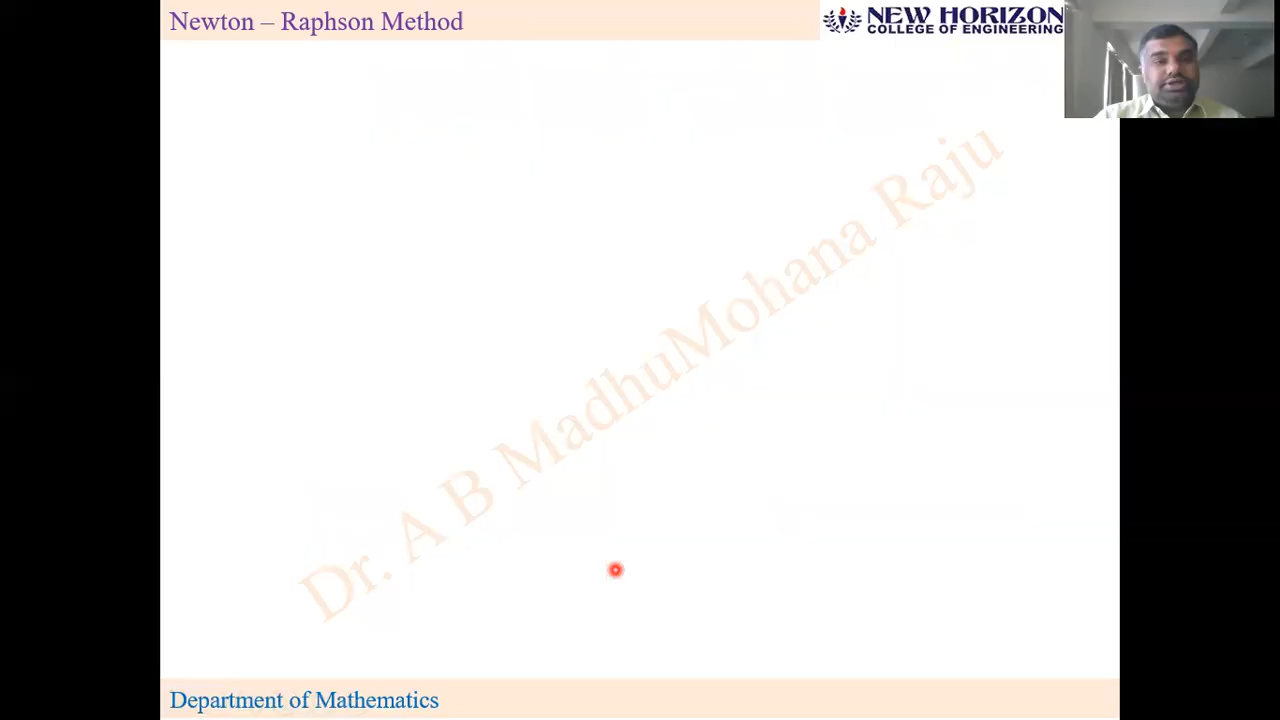 Newton – Raphson Method
NEW HORIZON
COLLEGE OF ENGINEERING
Dr. A B MadhuMohana Raju
Department of Mathematics